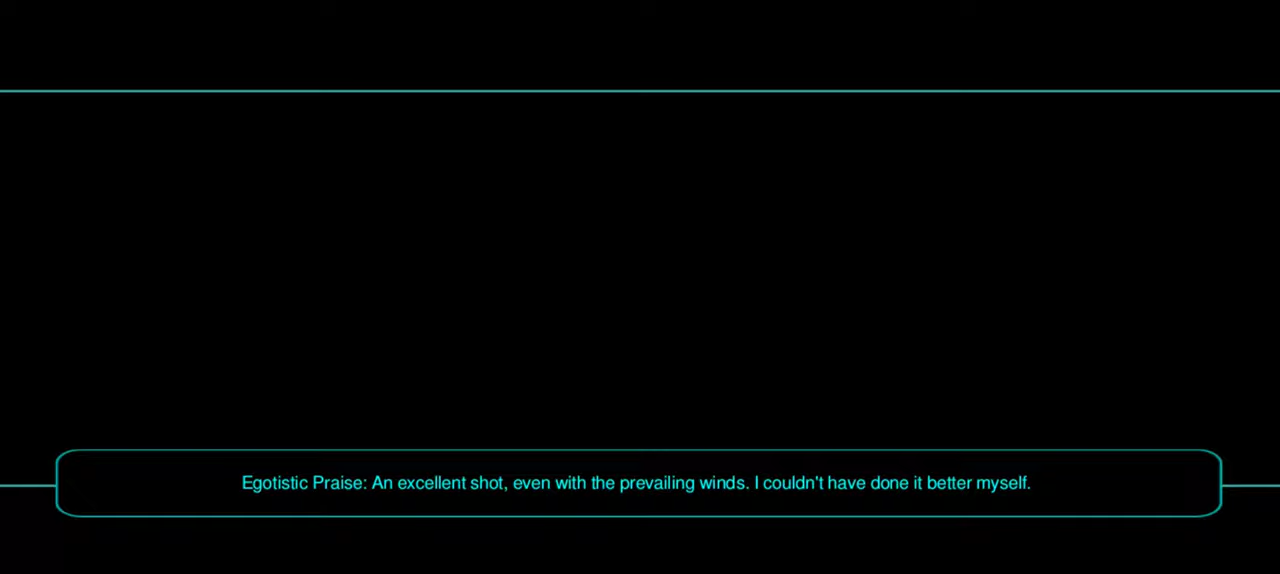 Egotistic Praise: An excellent shot, even with the prevailing winds. I couldn't have done it better myself.